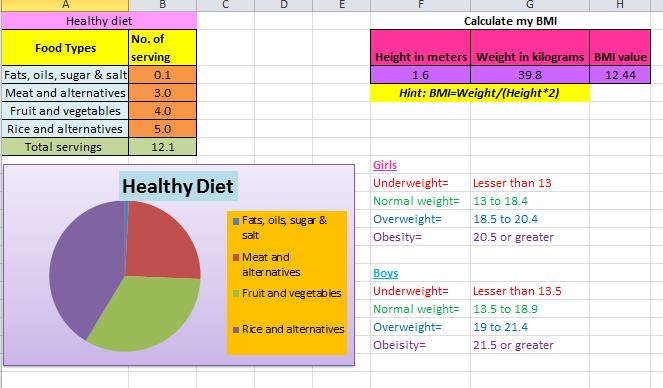 A B C D E F G H
Healthy diet
Calculate my BMI
Food Types No. of serving
Height in meters Weight in kilograms BMI value
Fats, oils, sugar & salt 0.1
1.6 39.8 12.44
Meat and alternatives 3.0
Hint: BMI=Weight/(Height*2)
Fruit and vegetables 4.0
Rice and alternatives 5.0
Total servings 12.1
Healthy Diet
Fats, oils, sugar &
salt
Meat and
alternatives
Fruit and vegetables
Rice and alternatives
Girls
Underweight= Lesser than 13
Normal weight= 13 to 18.4
Overweight= 18.5 to 20.4
Obesity= 20.5 or greater
Boys
Underweight= Lesser than 13.5
Normal weight= 13.5 to 18.9
Overweight= 19 to 21.4
Obeisity= 21.5 or greater